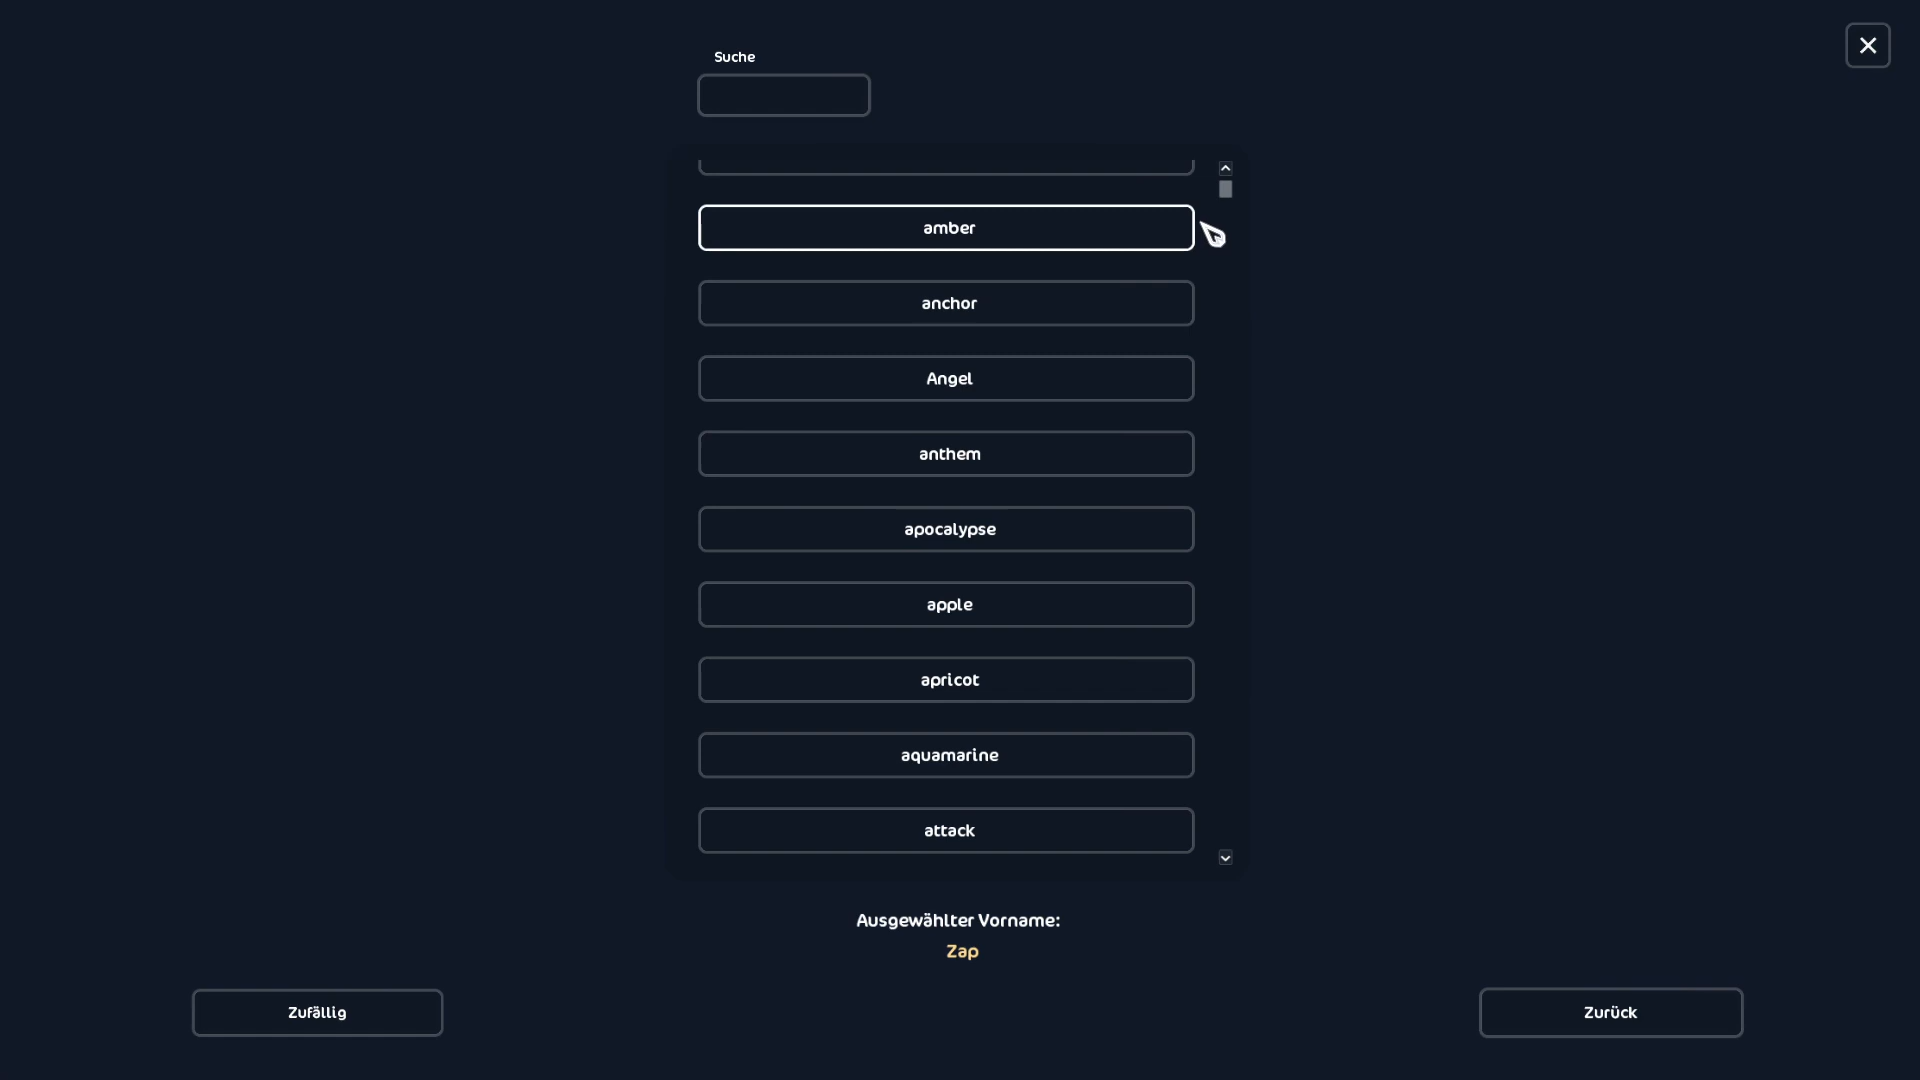 Suche
amber
anchor
Angel
anthem
apocalypse
apple
apricot
aquamarine
attack
Ausgewählter Vorname:
Zap
Zufällig
Zurück